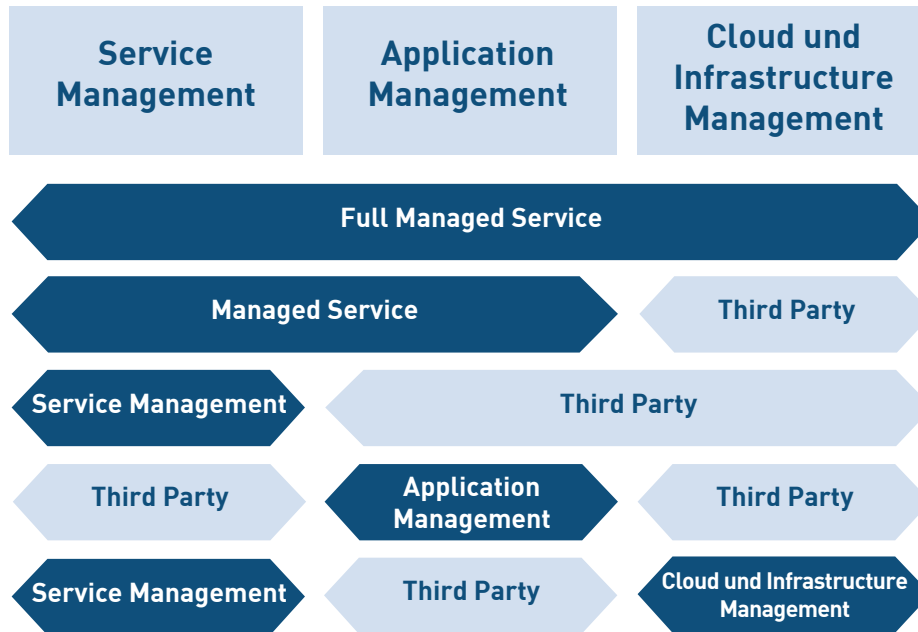 Service
Management
Application
Management
Cloud und
Infrastructure
Management
Full Managed Service
Managed Service
Third Party
Service Management
Third Party
Third Party
Application
Management
Third Party
Service Management
Third Party
Cloud und Infrastructure
Management